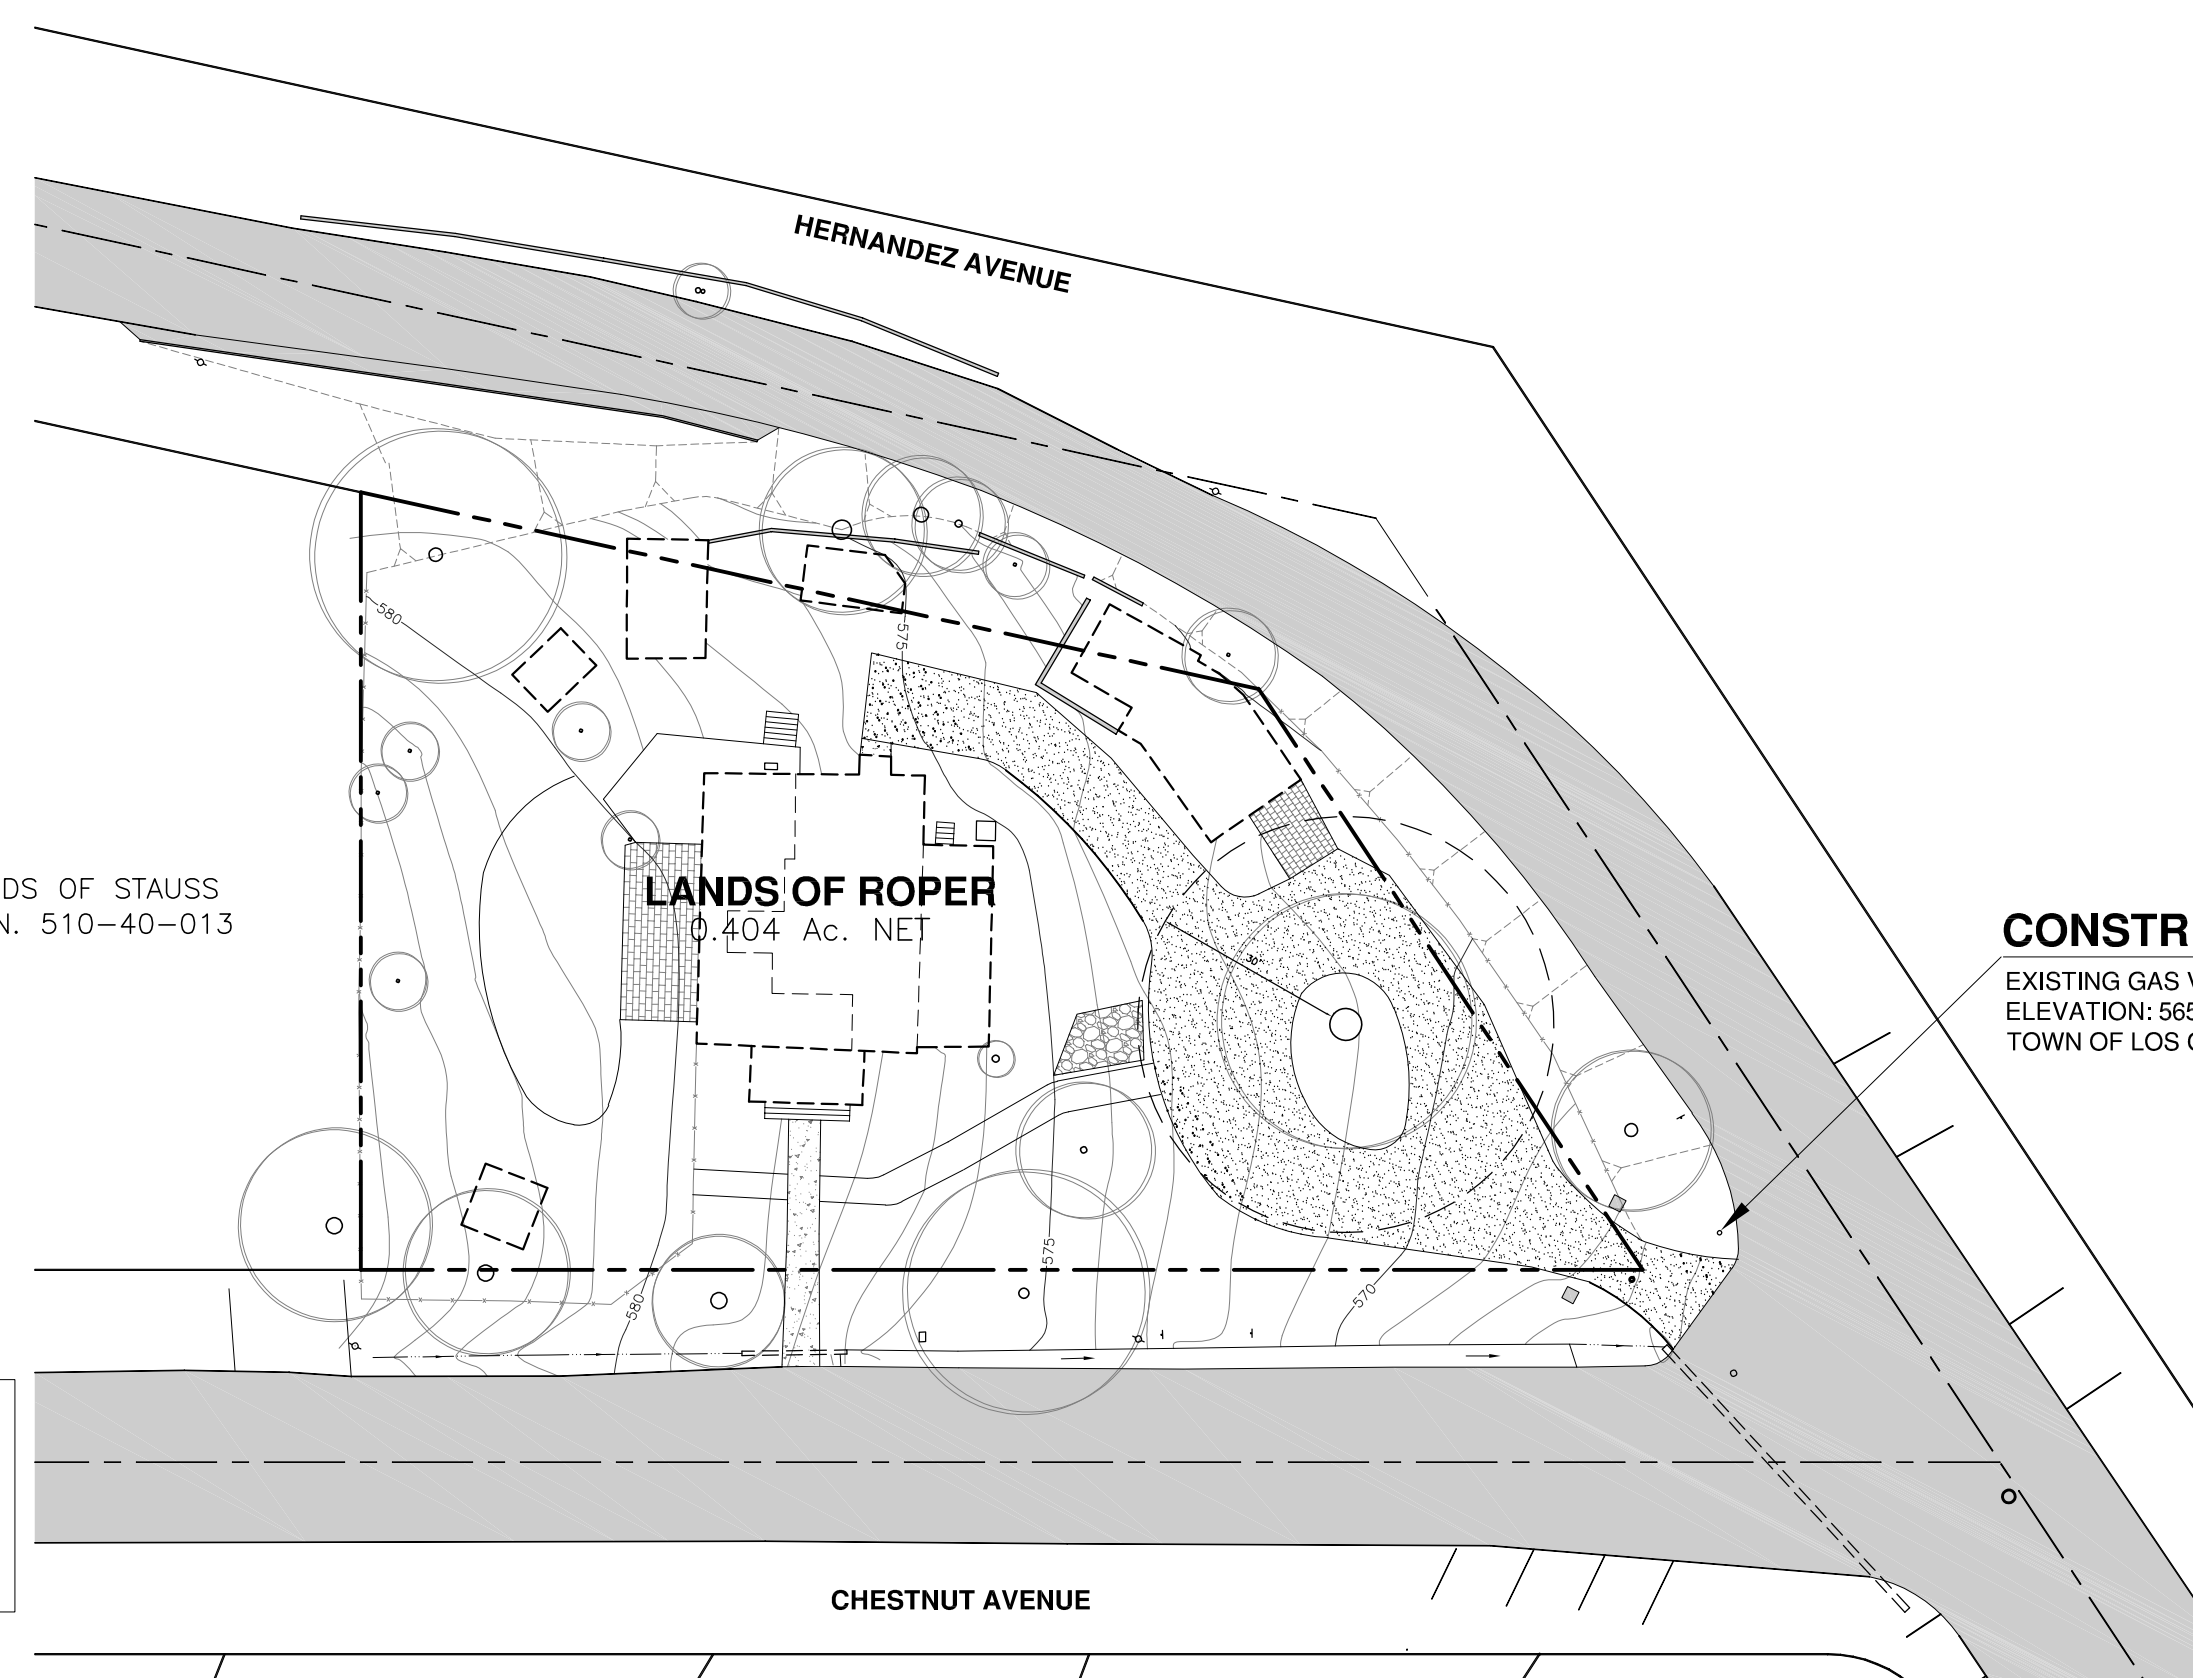 HERNANDEZ AVENUE
580
575
DS OF STAUSS
N. 510-40-013
LANDS OF ROPER
0.404 Ac. NET
30'
CONSTR
EXISTING GAS V
ELEVATION: 565
TOWN OF LOS G
575
580
570
CHESTNUT AVENUE